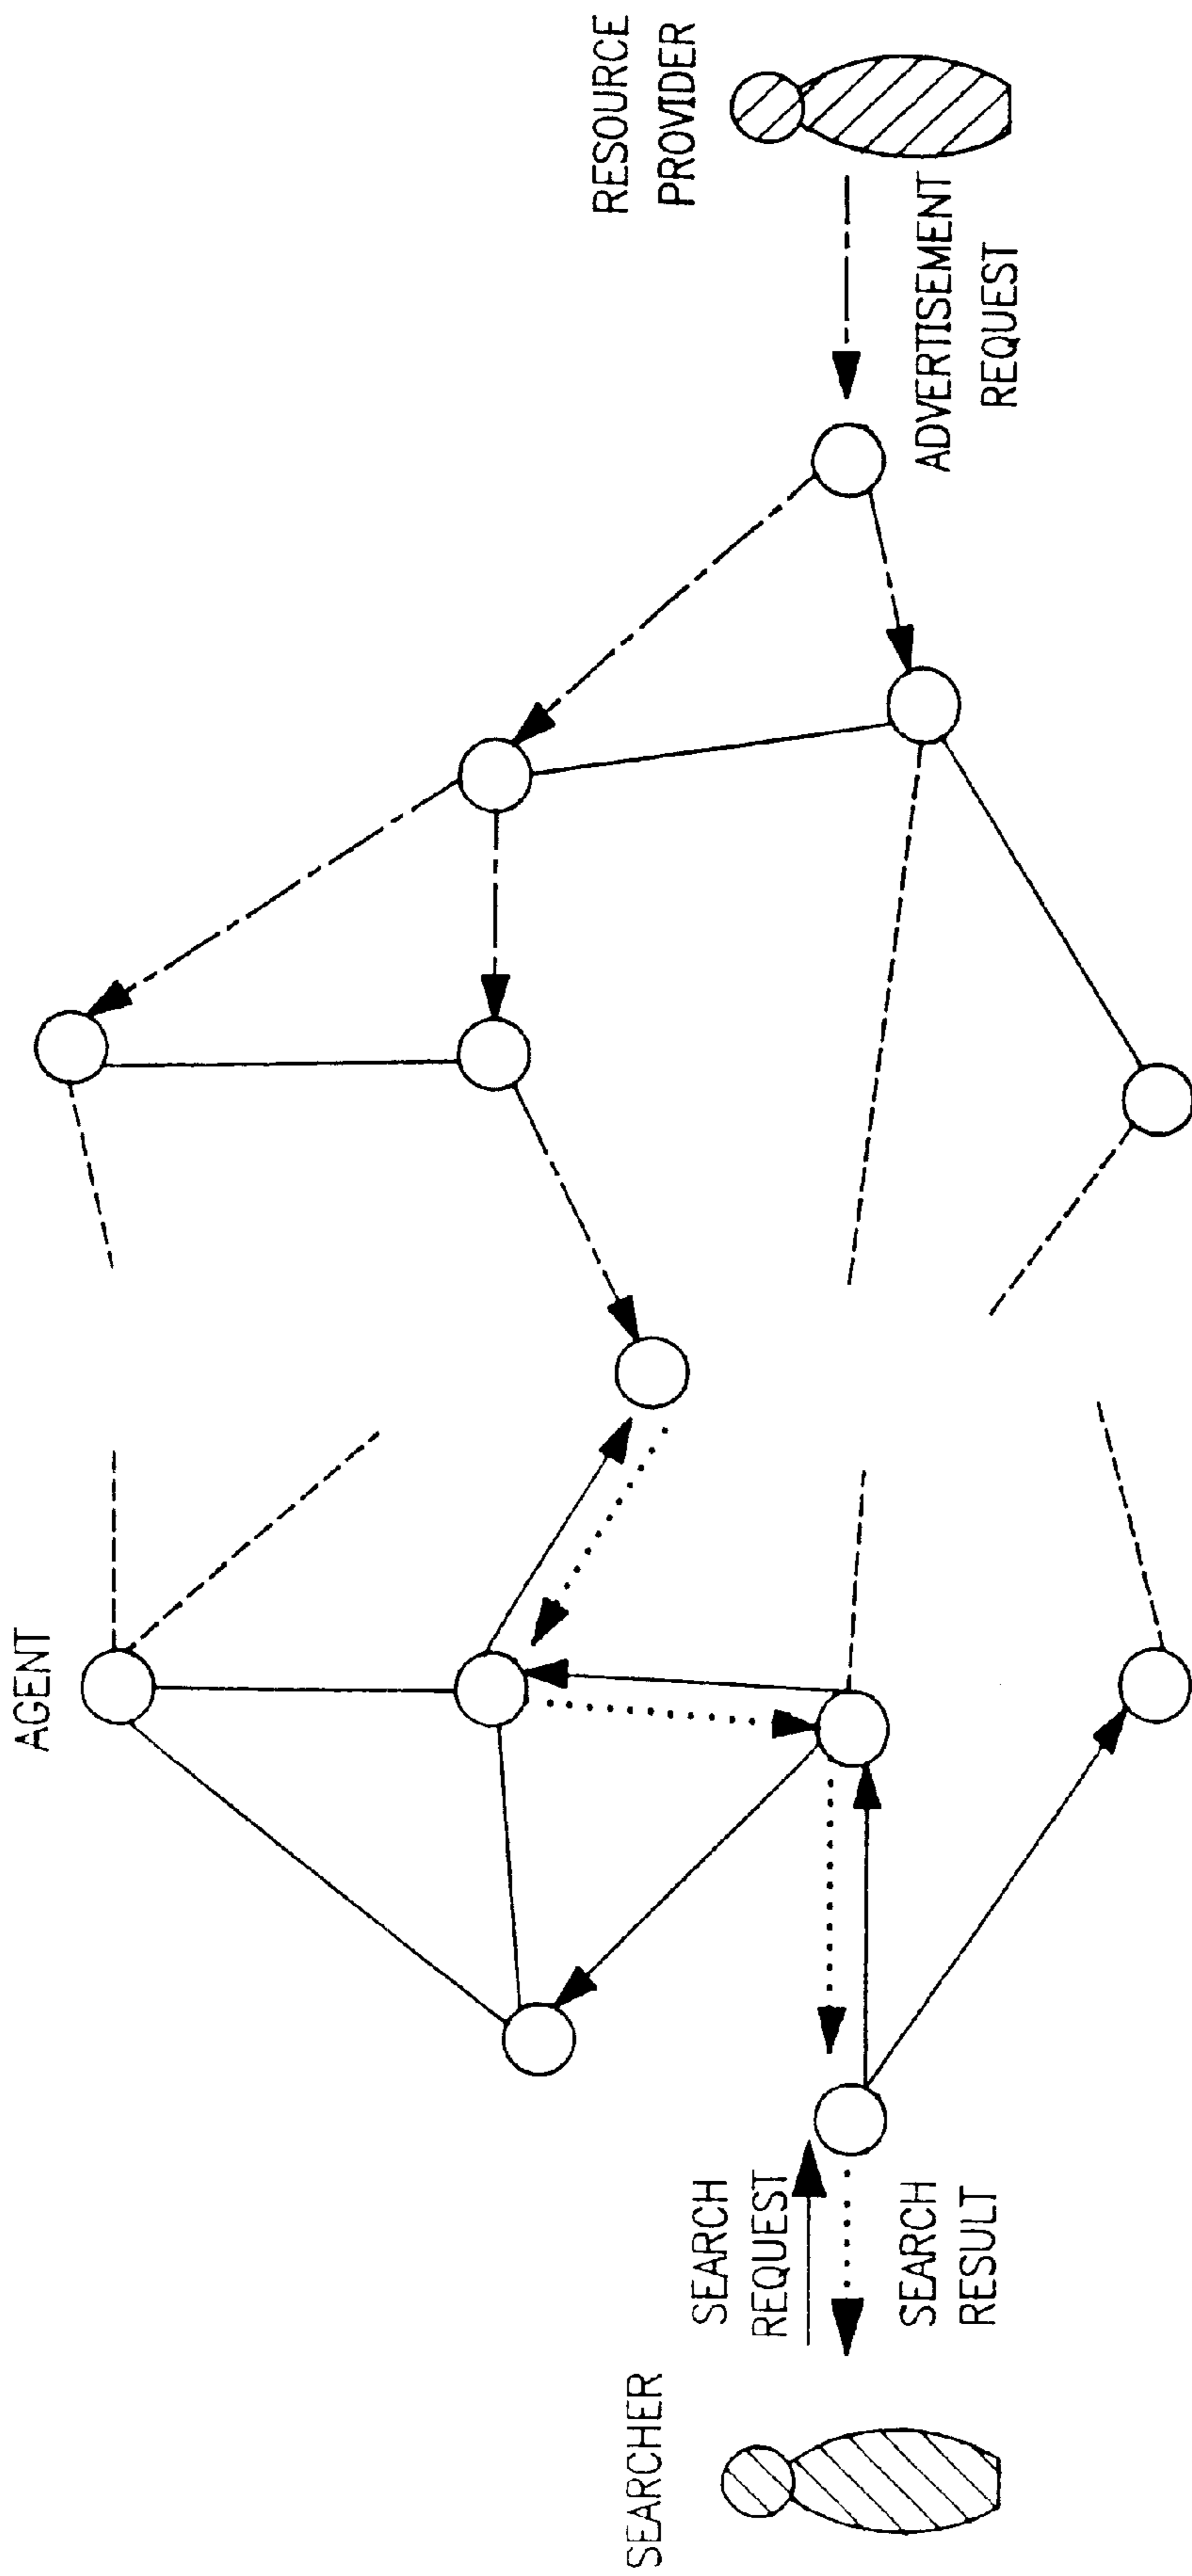 SEARCHER
SEARCH
REQUEST
SEARCH
RESULT
AGENT
RESOURCE
PROVIDER
ADVERTISEMENT
REQUEST